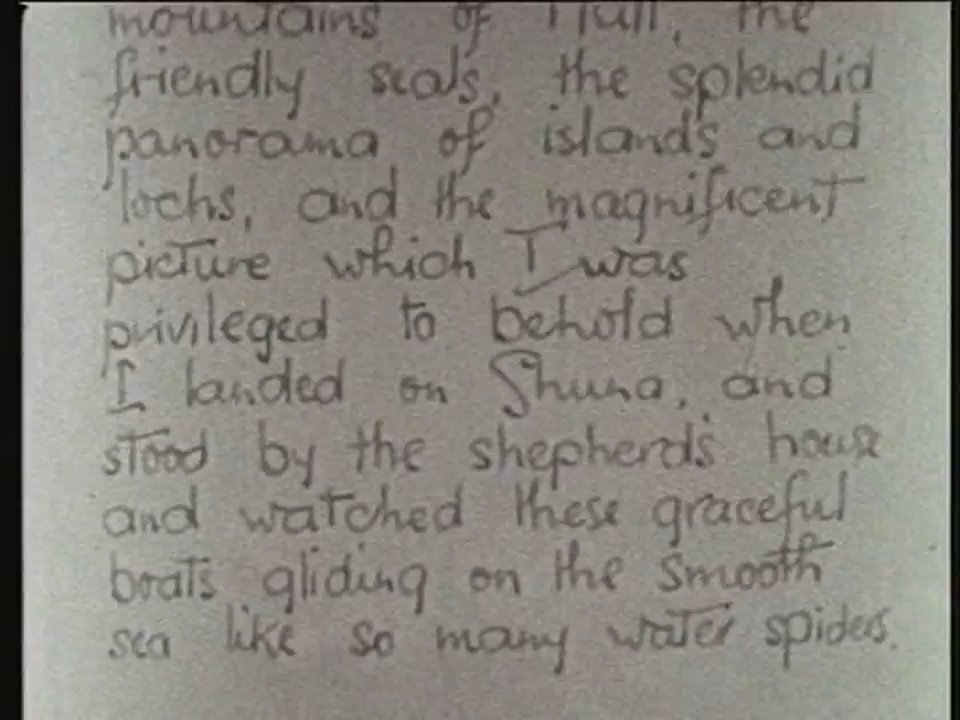 mountains of Mull, the
friendly seals, the splendid
panorama of islands and
lochs, and the magnificent
picture which I was
privileged to behold when
I landed on Shuna, and
stood by the shepherd's house
and watched these graceful
boats gliding on the smooth
sea like so many water spiders.